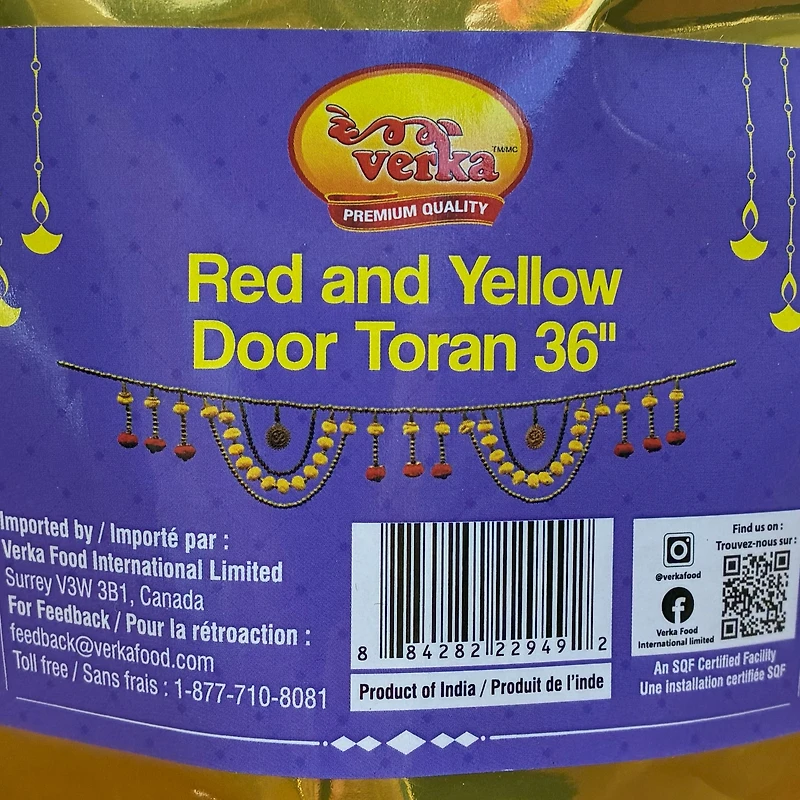 verka
TM/MC
PREMIUM QUALITY
Red and Yellow
Door Toran 36"
Imported by / Importé par :
Verka Food International Limited
Surrey V3W 3B1, Canada
For Feedback / Pour la rétroaction :
feedback@verkafood.com
Toll free / Sans frais : 1-877-710-8081
8 84282 22949 2
Product of India / Produit de l'inde
Find us on :
Trouvez-nous sur :
@verkafood
Verka Food
International limited
An SQF Certified Facility
Une installation certifiée SQF